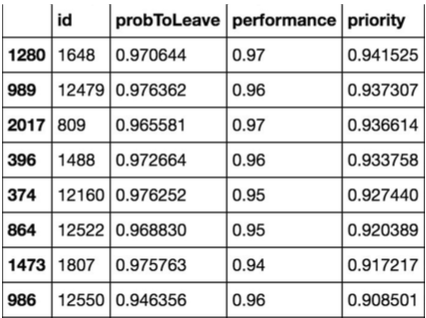 id probToLeave performance priority
1280 1648 0.970644 0.97 0.941525
989 12479 0.976362 0.96 0.937307
2017 809 0.965581 0.97 0.936614
396 1488 0.972664 0.96 0.933758
374 12160 0.976252 0.95 0.927440
864 12522 0.968830 0.95 0.920389
1473 1807 0.975763 0.94 0.917217
986 12550 0.946356 0.96 0.908501